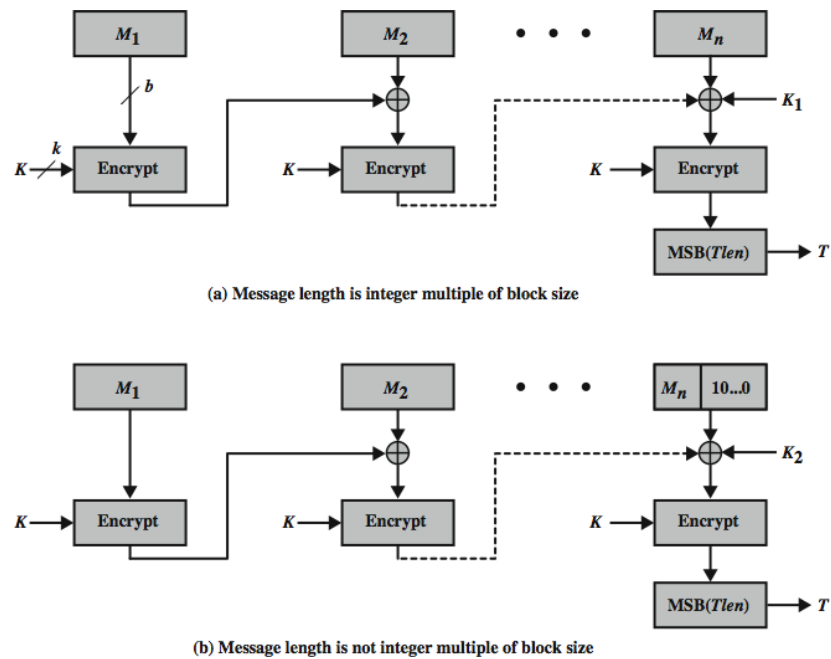 M1 M2 • • • Mn
b
K1
k
K Encrypt K Encrypt K Encrypt
MSB(Tlen) T
(a) Message length is integer multiple of block size
M1 M2 • • • Mn 10...0
K2
K Encrypt K Encrypt K Encrypt
MSB(Tlen) T
(b) Message length is not integer multiple of block size